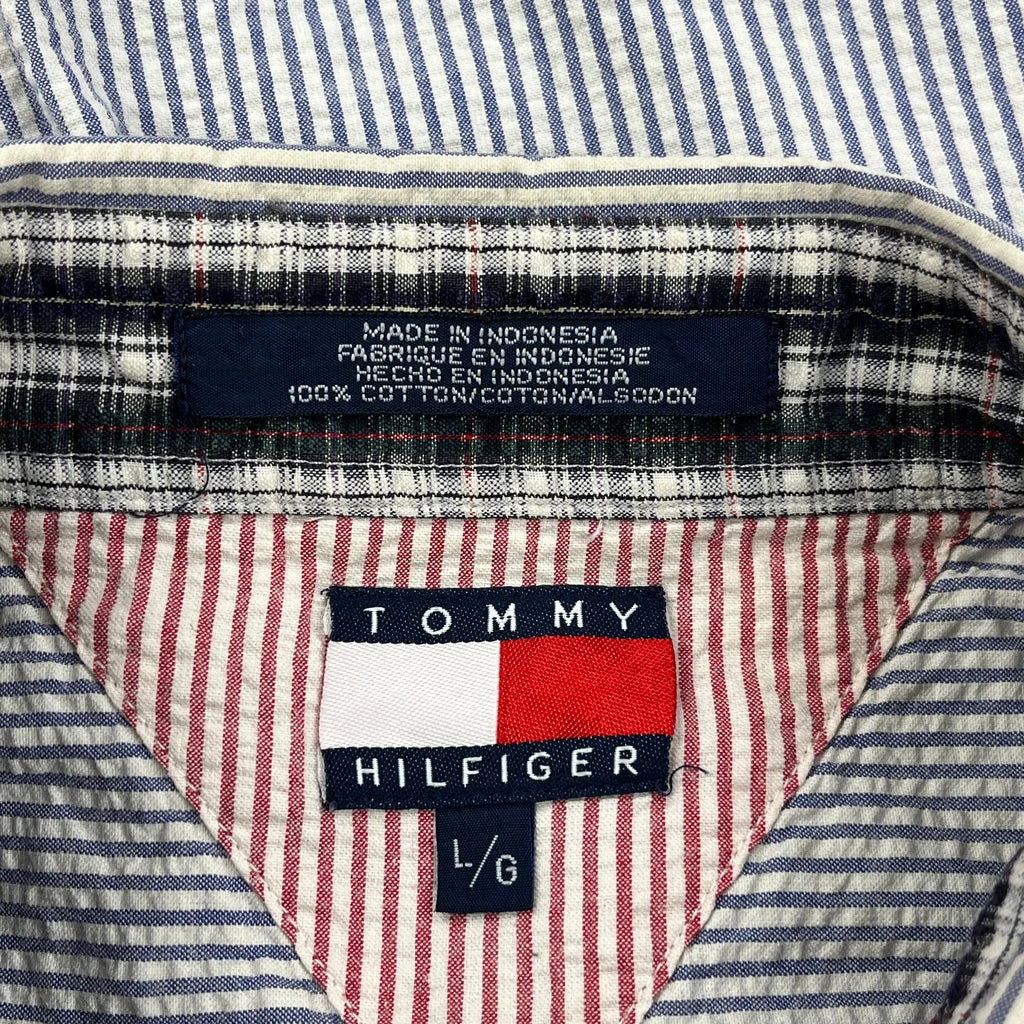 MADE IN INDONESIA
FABRIQUE EN INDONESIE
HECHO EN INDONESIA
100% COTTON/COTON/ALGODON
TOMMY
HILFIGER
L/G